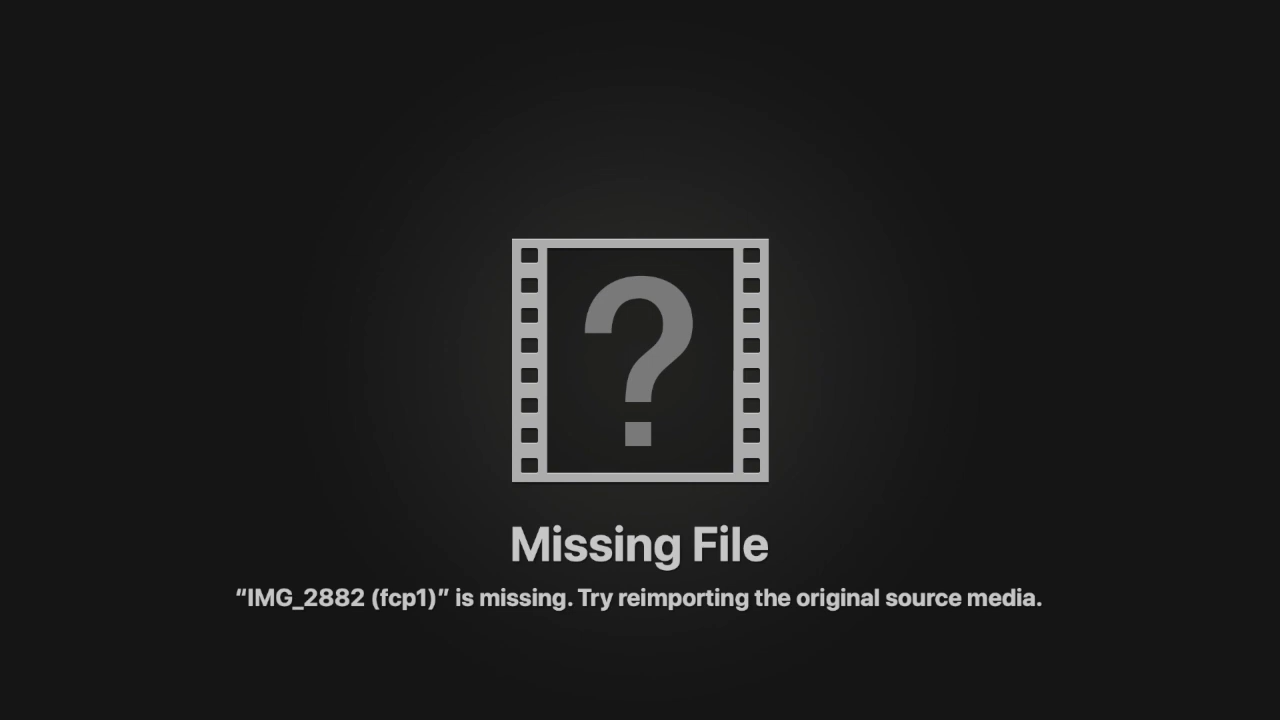 ?
Missing File
“IMG_2882 (fcp1)” is missing. Try reimporting the original source media.